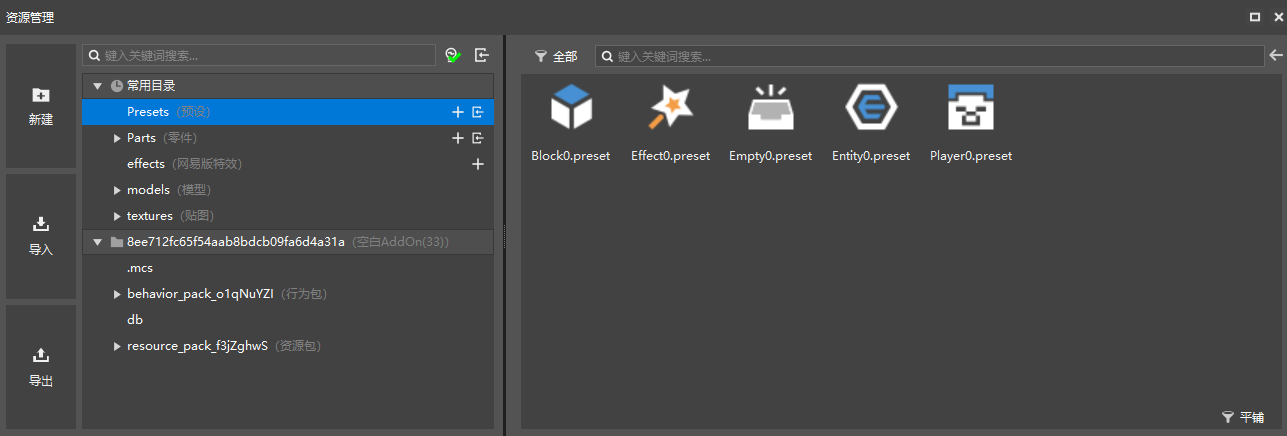 资源管理
新建
导入
导出
键入关键词搜索...
常用目录
Presets (预设)
Parts (零件)
effects (网易版特效)
models (模型)
textures (贴图)
8ee712fc65f54aab8bdcb09fa6d4a31a (空白AddOn(33))
.mcs
behavior_pack_o1qNuYZI (行为包)
db
resource_pack_f3jZghwS (资源包)
全部
键入关键词搜索...
Block0.preset
Effect0.preset
Empty0.preset
Entity0.preset
Player0.preset
平铺